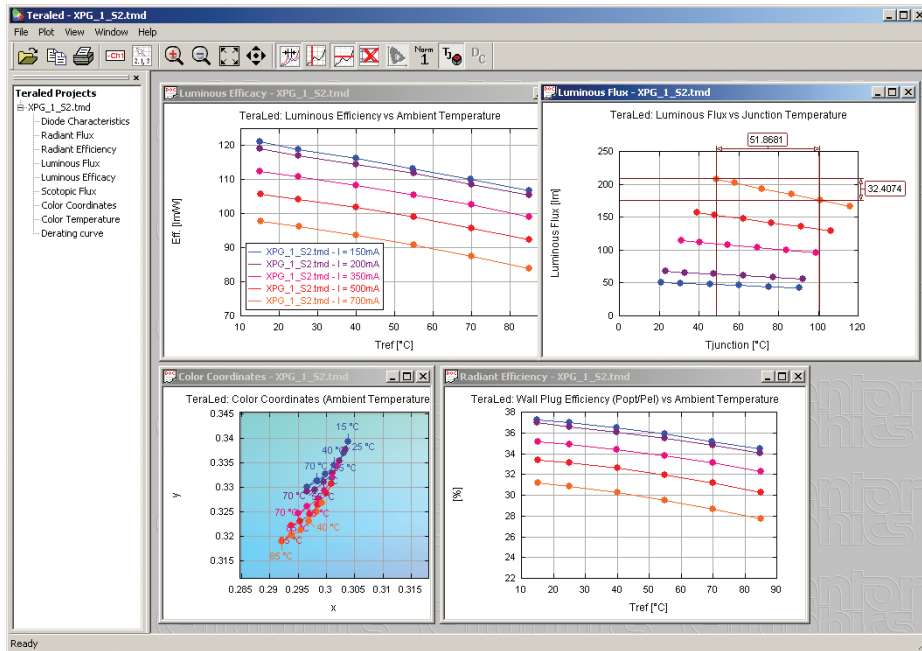 Teraled - XPG_1_S2.tmd
File Plot View Window Help
-Ch1 Norm 1 TJ DC
Teraled Projects
XPG_1_S2.tmd
Diode Characteristics
Radiant Flux
Radiant Efficiency
Luminous Flux
Luminous Efficacy
Scotopic Flux
Color Coordinates
Color Temperature
Derating curve
Luminous Efficacy - XPG_1_S2.tmd
TeraLed: Luminous Efficiency vs Ambient Temperature
Eff. [lm/W]
120
110
100
90
80
70
XPG_1_S2.tmd - I = 150mA
XPG_1_S2.tmd - I = 200mA
XPG_1_S2.tmd - I = 350mA
XPG_1_S2.tmd - I = 500mA
XPG_1_S2.tmd - I = 700mA
10 20 30 40 50 60 70 80
Tref [°C]
Luminous Flux - XPG_1_S2.tmd
TeraLed: Luminous Flux vs Junction Temperature
51.8681
32.4074
Luminous Flux [lm]
250
200
150
100
50
0
0 20 40 60 80 100 120
Tjunction [°C]
Color Coordinates - XPG_1_S2.tmd
TeraLed: Color Coordinates (Ambient Temperature
y
0.345
0.34
0.335
0.33
0.325
0.32
0.315
15 °C
40 °C
25 °C
70 °C
70 °C
70 °C
40 °C
85 °C
0.285 0.29 0.295 0.3 0.305 0.31 0.315
x
Radiant Efficiency - XPG_1_S2.tmd
TeraLed: Wall Plug Efficiency (Popt/Pel) vs Ambient Temperature
[%]
38
36
34
32
30
28
26
24
22
10 20 30 40 50 60 70 80 90
Tref [°C]
Ready